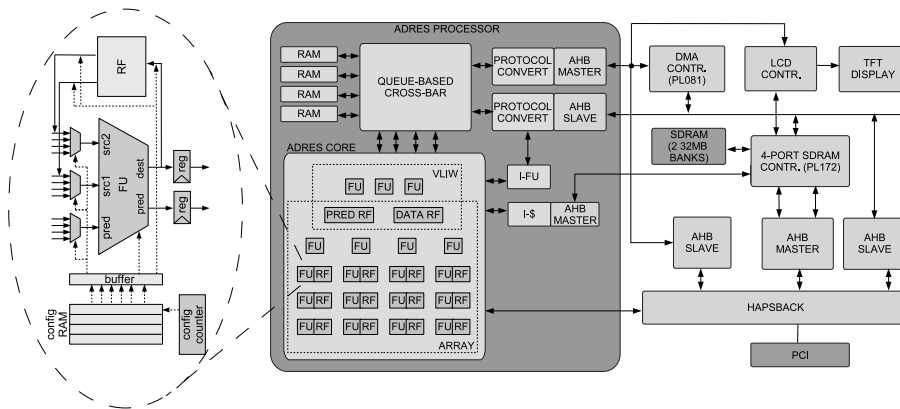 RF
src2
src1
pred
FU
dest
pred
reg
reg
buffer
config
RAM
config
counter
ADRES PROCESSOR
RAM
RAM
RAM
RAM
QUEUE-BASED
CROSS-BAR
PROTOCOL
CONVERT
AHB
MASTER
PROTOCOL
CONVERT
AHB
SLAVE
ADRES CORE
VLIW
FU FU FU
PRED RF DATA RF
FU FU FU FU
FU RF FU RF FU RF FU RF
FU RF FU RF FU RF FU RF
FU RF FU RF FU RF FU RF
ARRAY
I-FU
I-$
AHB
MASTER
DMA
CONTR.
(PL081)
LCD
CONTR.
TFT
DISPLAY
SDRAM
(2 32MB
BANKS)
4-PORT SDRAM
CONTR. (PL172)
AHB
SLAVE
AHB
MASTER
AHB
SLAVE
HAPSBACK
PCI